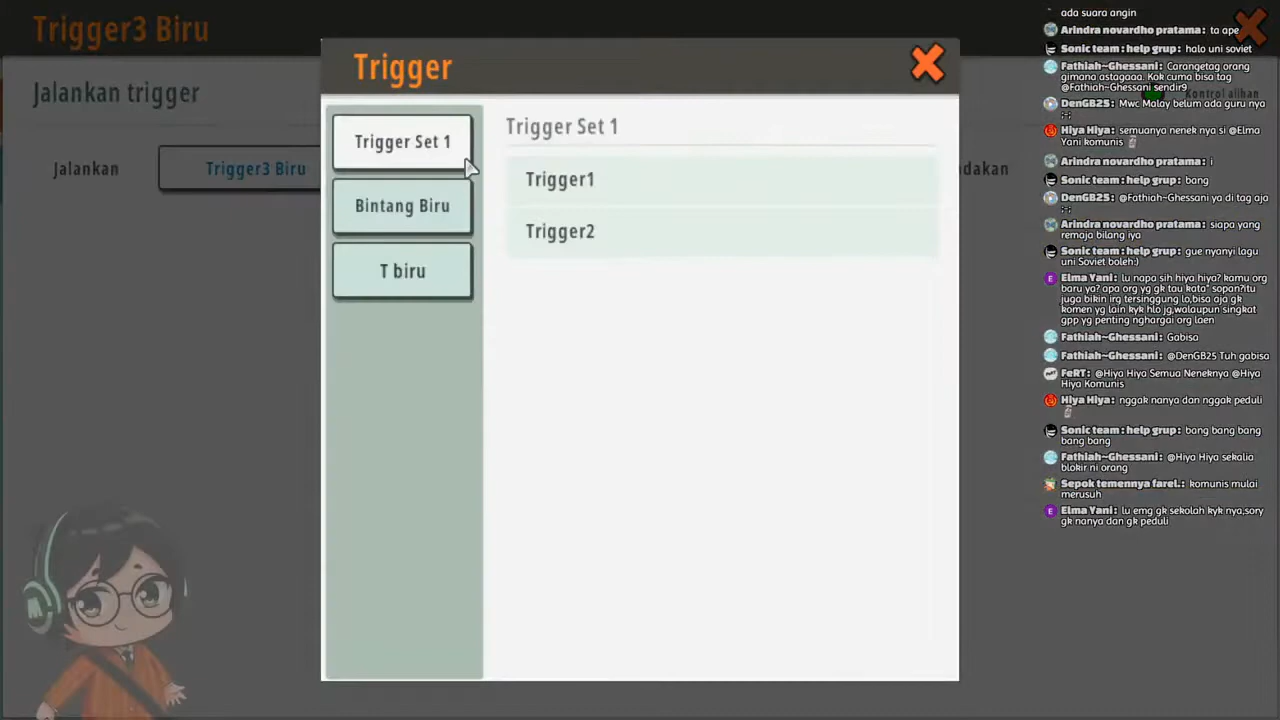 Trigger3 Biru
Jalankan trigger
Jalankan
Trigger3 Biru
Kontrol alihan
Trigger
Trigger Set 1
Bintang Biru
T biru
Trigger Set 1
Trigger1
Trigger2
ada suara angin
Arindra novardho pratama: ta ape
Sonic team : help grup: halo uni soviet
Fathiah~Ghessani: Carangetag orang
gimana astagaaa. Kok cuma bisa tag
@Fathiah~Ghessani sendir9
DenGB25: Mwc Malay belum ada guru nya
;-;
Hiya Hiya: semuanya nenek nya si @Elma
Yani komunis
Arindra novardho pratama: i
Sonic team : help grup: bang
DenGB25: @Fathiah~Ghessani ya di tag aja
;-;
Arindra novardho pratama: siapa yang
remaja bilang iya
Sonic team : help grup: gue nyanyi lagu
uni Soviet boleh:)
Elma Yani: lu napa sih hiya hiya? kamu org
baru ya? apa org yg gk tau kata" sopan?itu
juga bikin irg tersinggung lo,bisa aja gk
komen yg lain kyk hlo jg,walaupun singkat
gpp yg penting nghargai org laen
Fathiah~Ghessani: Gabisa
Fathiah~Ghessani: @DenGB25 Tuh gabisa
FeRT: @Hiya Hiya Semua Neneknya @Hiya
Hiya Komunis
Hiya Hiya: nggak nanya dan nggak peduli
Sonic team : help grup: bang bang bang
bang bang
Fathiah~Ghessani: @Hiya Hiya sekalia
blokir ni orang
Sepok temennya farel.: komunis mulai
merusuh
Elma Yani: lu emg gk sekolah kyk nya,sory
gk nanya dan gk peduli